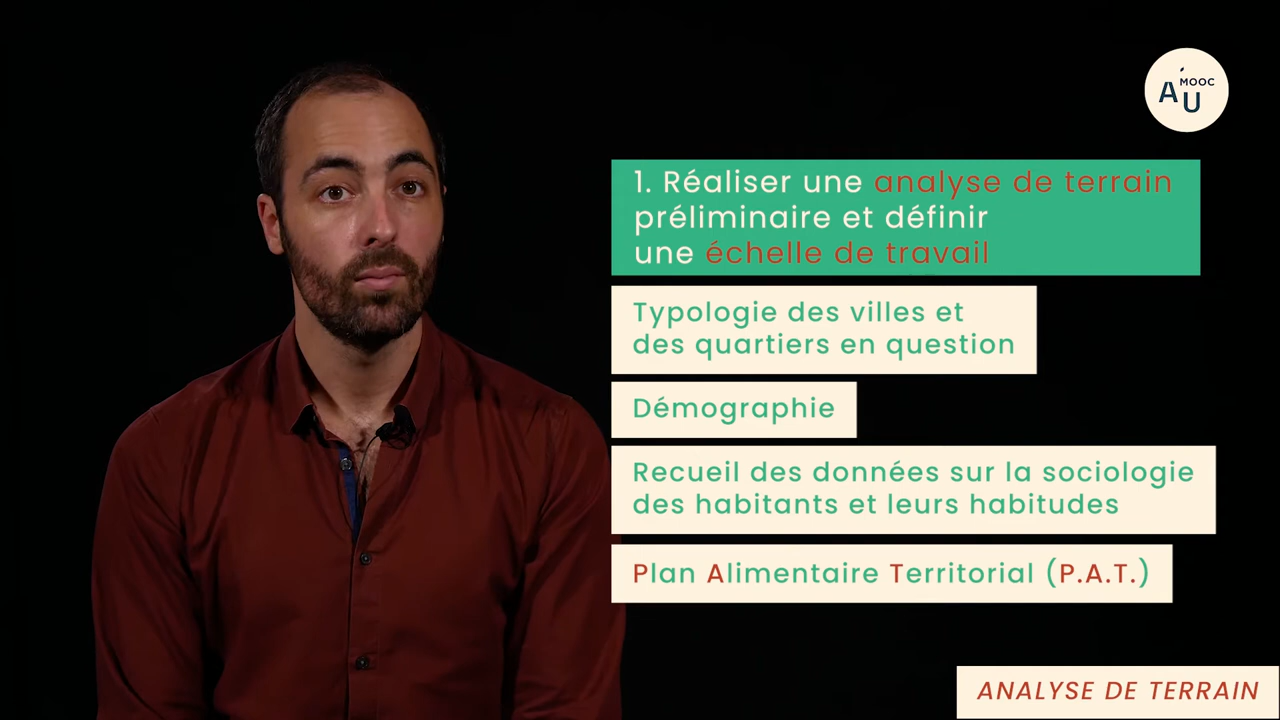 MOOC
AU
1. Réaliser une analyse de terrain
préliminaire et définir
une échelle de travail
Typologie des villes et
des quartiers en question
Démographie
Recueil des données sur la sociologie
des habitants et leurs habitudes
Plan Alimentaire Territorial (P.A.T.)
ANALYSE DE TERRAIN